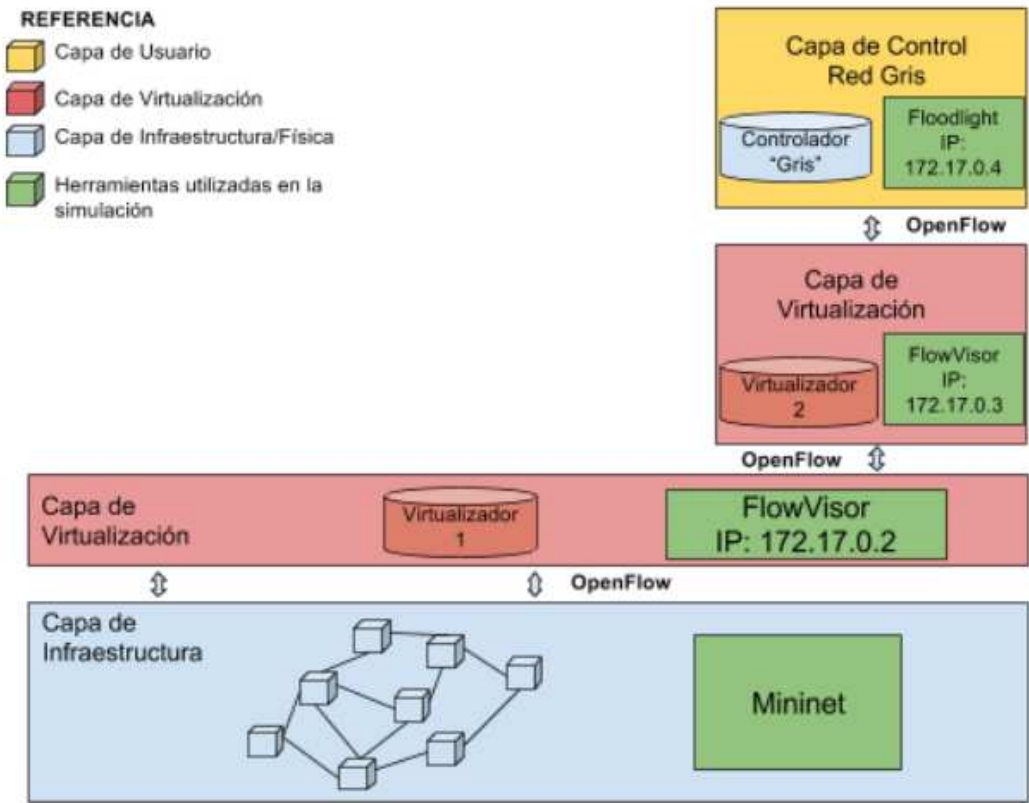 REFERENCIA
Capa de Usuario
Capa de Virtualización
Capa de Infraestructura/Física
Herramientas utilizadas en la
simulación
Capa de Control
Red Gris
Controlador
"Gris"
Floodlight
IP:
172.17.0.4
OpenFlow
Capa de
Virtualización
Virtualizador
2
FlowVisor
IP:
172.17.0.3
OpenFlow
Capa de
Virtualización
Virtualizador
1
FlowVisor
IP: 172.17.0.2
OpenFlow
Capa de
Infraestructura
Mininet